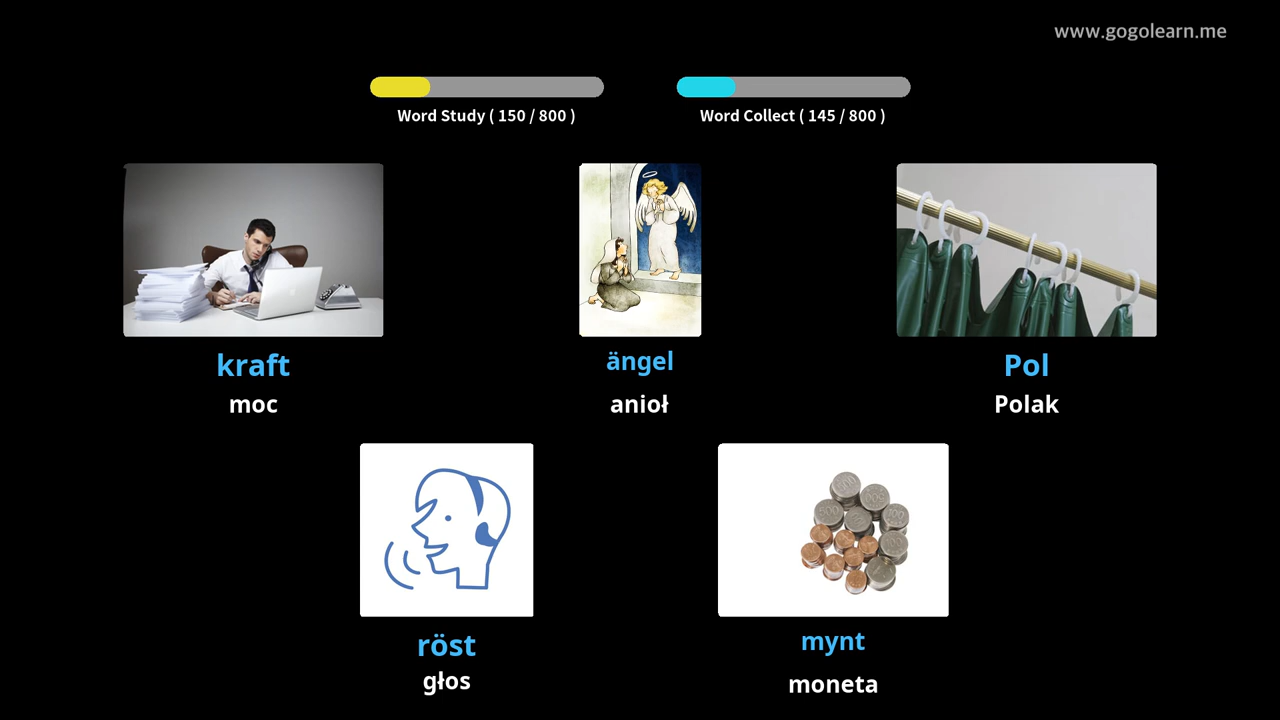 www.gogolearn.me
Word Study ( 150 / 800 )
Word Collect ( 145 / 800 )
kraft
moc
ängel
anioł
Pol
Polak
röst
głos
mynt
moneta